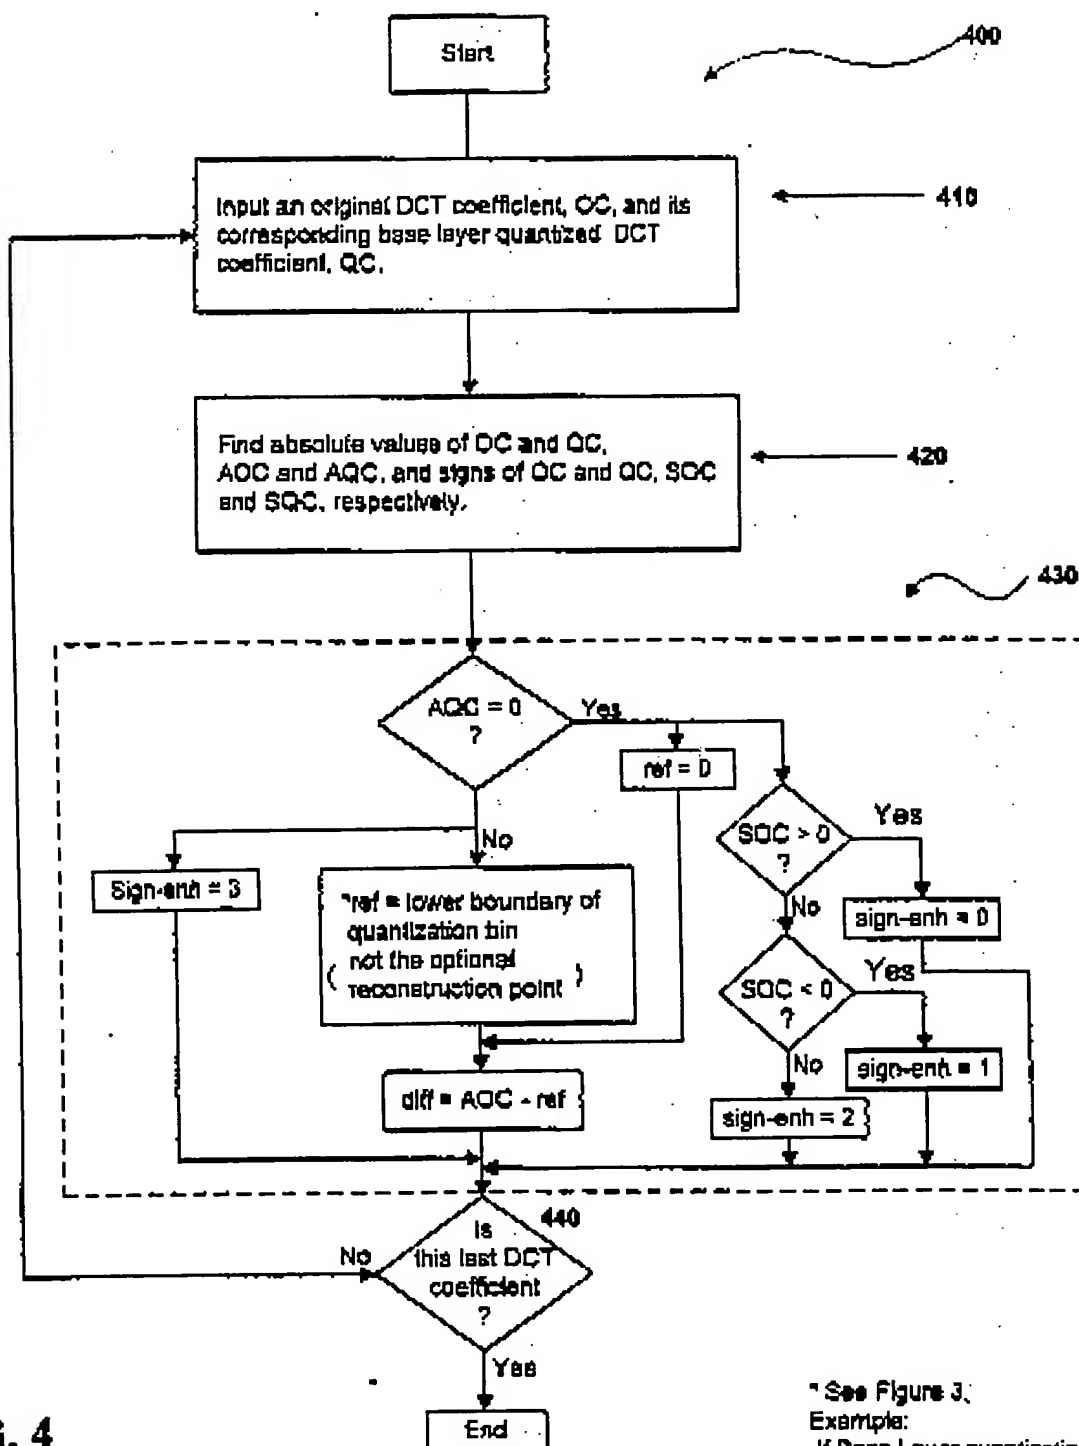 Start
400
Input an original DCT coefficient, OC, and its
corresponding base layer quantized DCT
coefficient, QC.
410
Find absolute values of OC and QC,
AOC and AQC, and signs of OC and QC, SOC
and SQC, respectively.
420
430
AQC = 0
?
Yes
ref = 0
No
Sign-enh = 3
*ref = lower boundary of
quantization bin
( not the optional
reconstruction point )
SOC > 0
?
Yes
sign-enh = 0
No
SOC < 0
?
Yes
sign-enh = 1
No
sign-enh = 2
diff = AOC - ref
440
Is
this last DCT
coefficient
?
No
Yes
End
. 4
* See Figure 3.
Example: